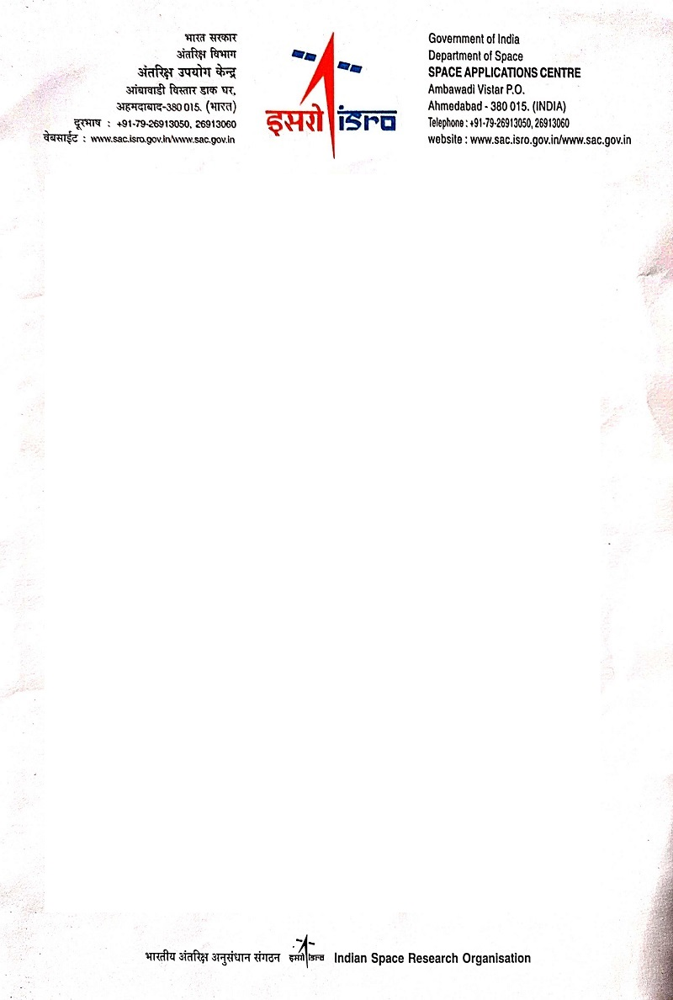 भारत सरकार
अंतरिक्ष विभाग
अंतरिक्ष उपयोग केन्द्र
आंबावाडी विस्तार डाक घर,
अहमदाबाद-380 015. (भारत)
दूरभाष : +91-79-26913050, 26913060
वेबसाईट : www.sac.isro.gov.in/www.sac.gov.in
इसरो isro
Government of India
Department of Space
SPACE APPLICATIONS CENTRE
Ambawadi Vistar P.O.
Ahmedabad - 380 015. (INDIA)
Telephone : +91-79-26913050, 26913060
website : www.sac.isro.gov.in/www.sac.gov.in
भारतीय अंतरिक्ष अनुसंधान संगठन इसरो isro Indian Space Research Organisation